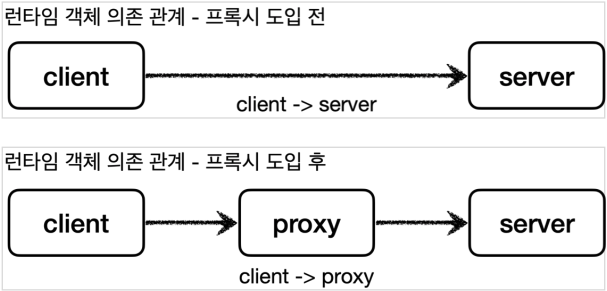 런타임 객체 의존 관계 - 프록시 도입 전
client
server
client -> server
런타임 객체 의존 관계 - 프록시 도입 후
client
proxy
server
client -> proxy